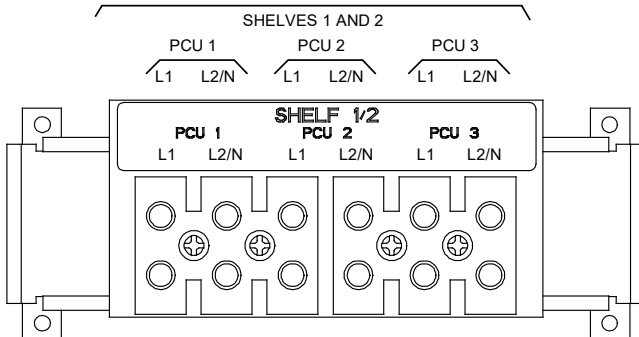 SHELVES 1 AND 2
PCU 1 PCU 2 PCU 3
L1 L2/N L1 L2/N L1 L2/N
SHELF 1/2
PCU 1 PCU 2 PCU 3
L1 L2/N L1 L2/N L1 L2/N